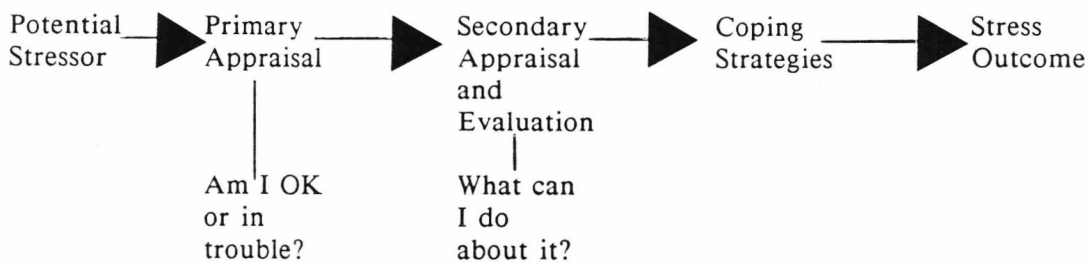 Potential
Stressor
Primary
Appraisal
Secondary
Appraisal
and
Evaluation
Coping
Strategies
Stress
Outcome
Am I OK
or in
trouble?
What can
I do
about it?